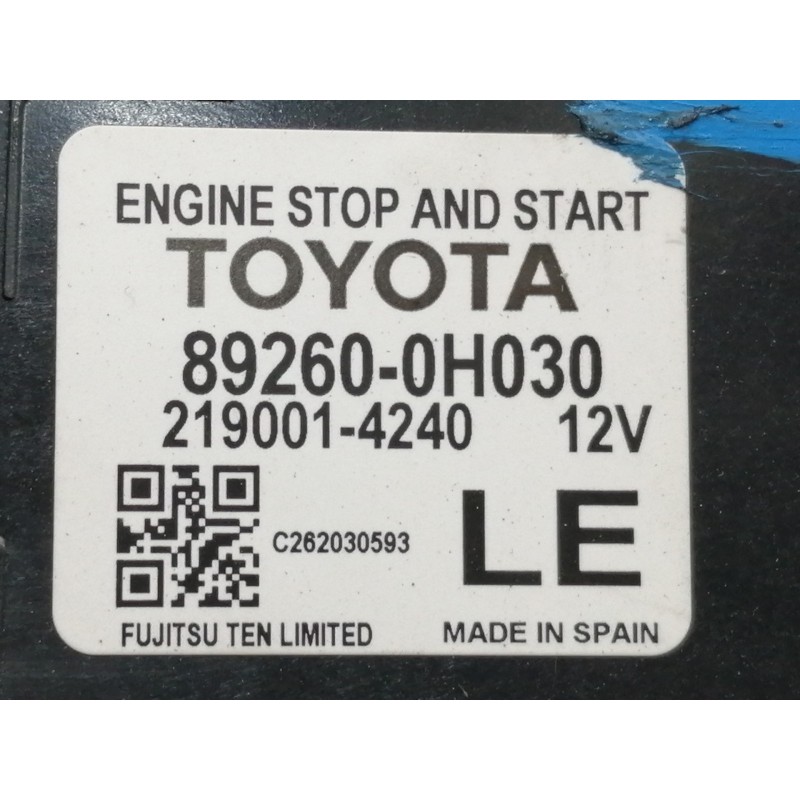 ENGINE STOP AND START
TOYOTA
89260-0H030
219001-4240 12V
C262030593
LE
FUJITSU TEN LIMITED
MADE IN SPAIN